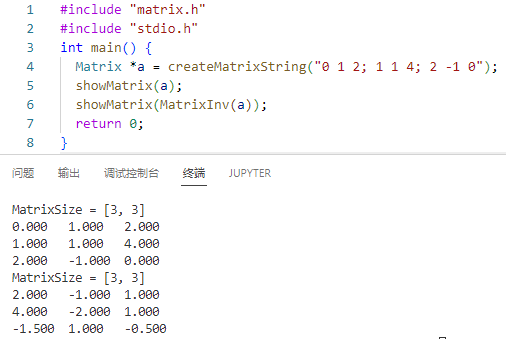 1 #include "matrix.h"
2 #include "stdio.h"
3 int main() {
4 Matrix *a = createMatrixString("0 1 2; 1 1 4; 2 -1 0");
5 showMatrix(a);
6 showMatrix(MatrixInv(a));
7 return 0;
8 }
问题 输出 调试控制台 终端 JUPYTER
MatrixSize = [3, 3]
0.000 1.000 2.000
1.000 1.000 4.000
2.000 -1.000 0.000
MatrixSize = [3, 3]
2.000 -1.000 1.000
4.000 -2.000 1.000
-1.500 1.000 -0.500